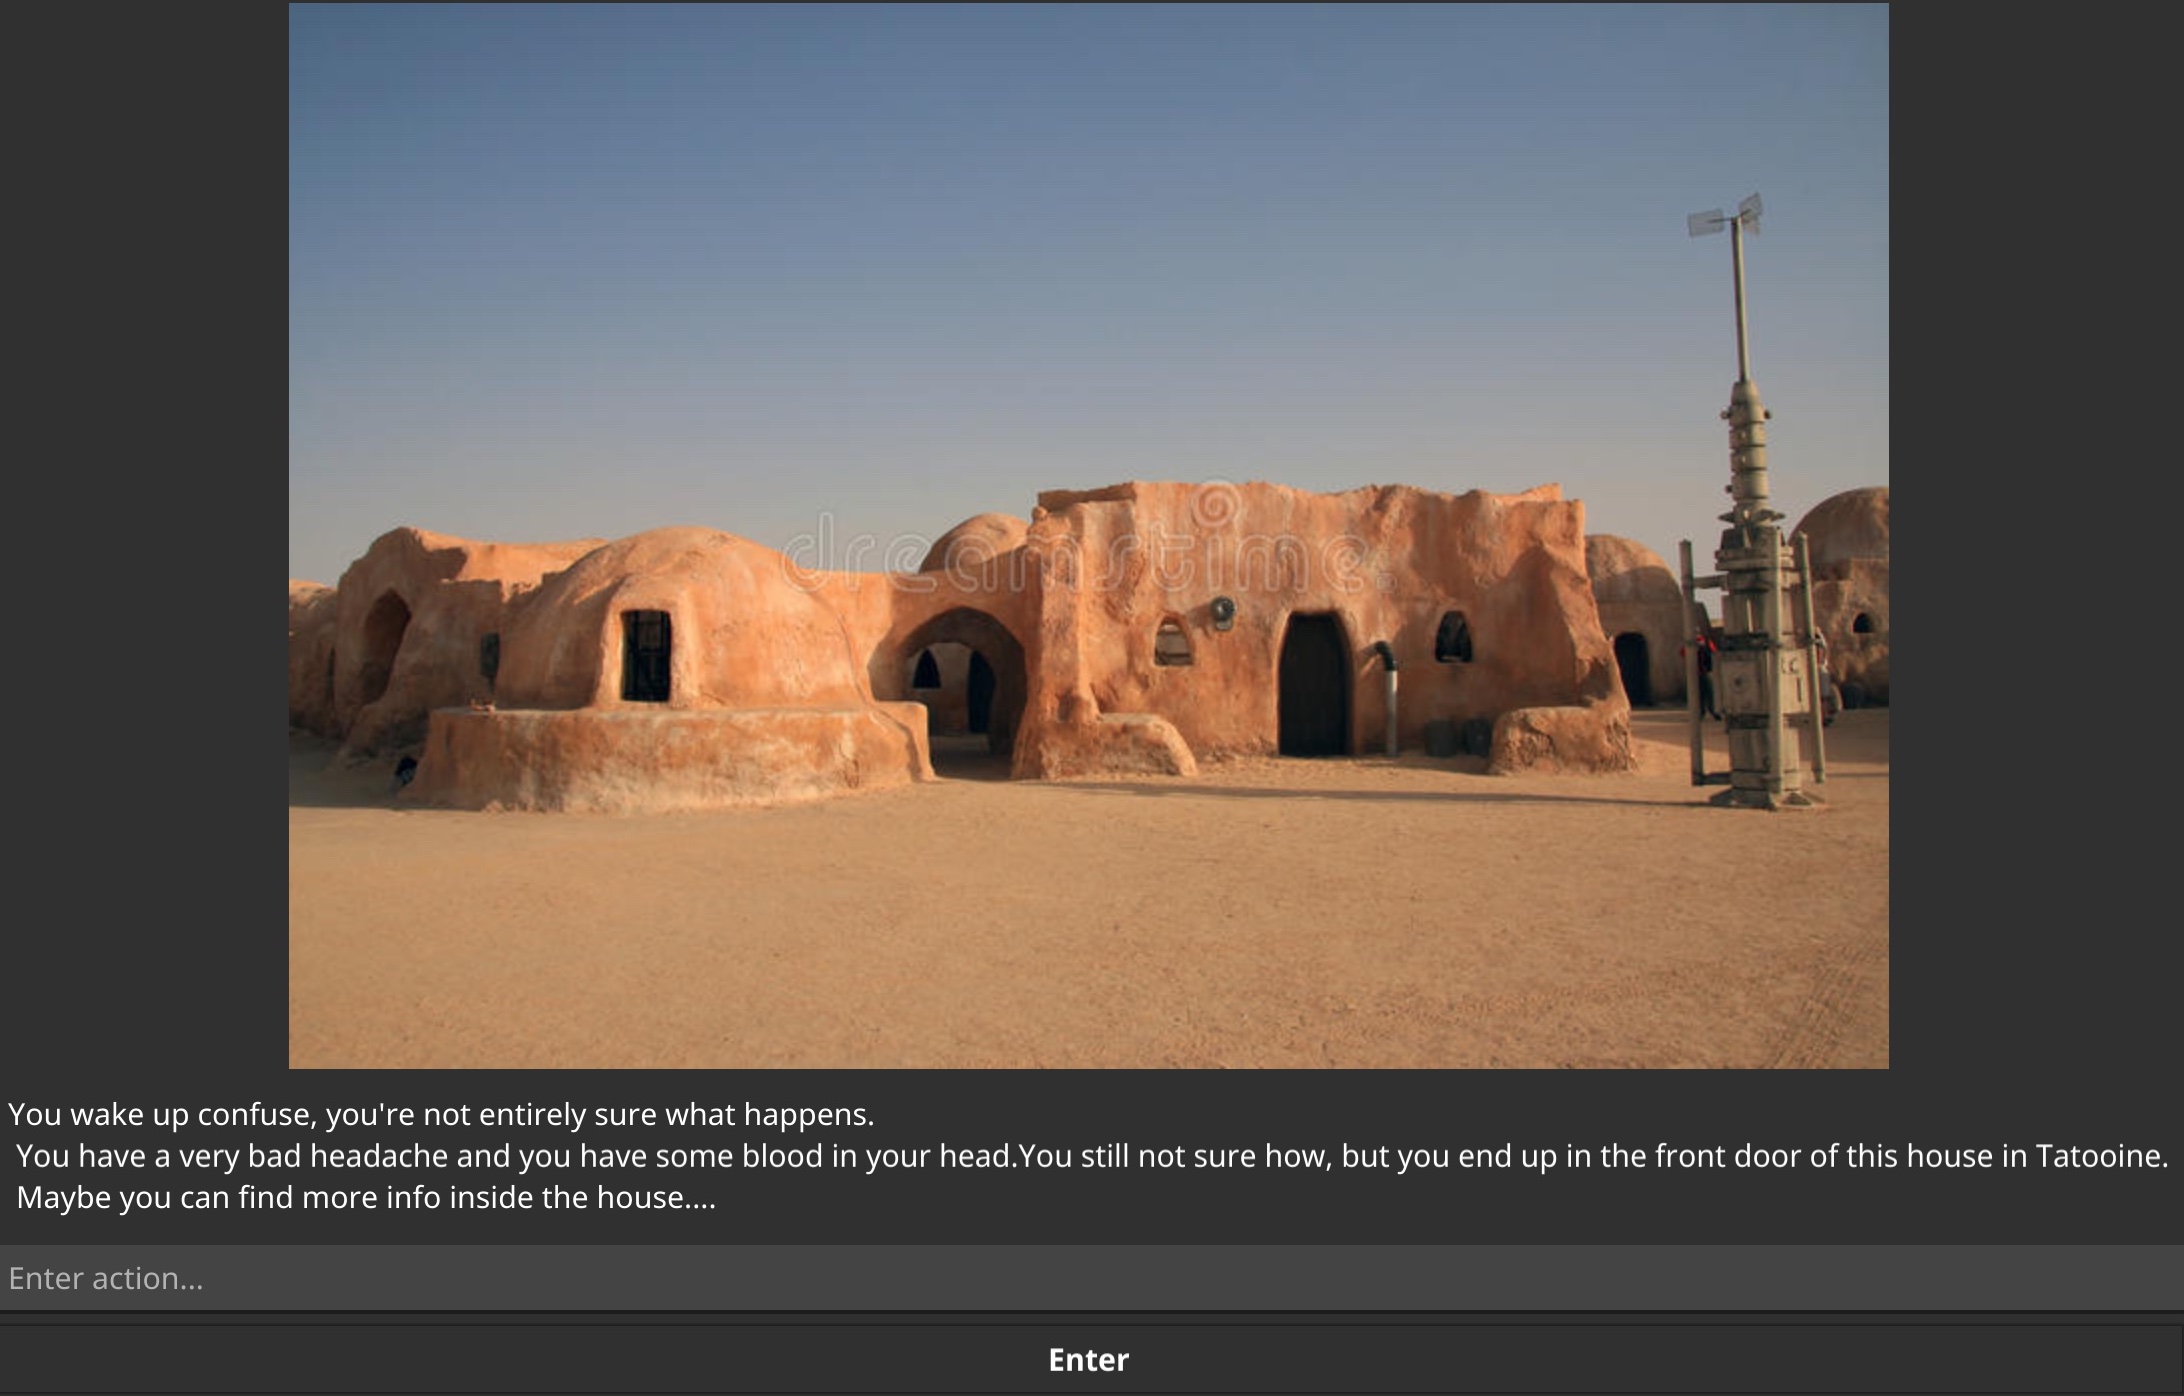 dreamstime.
You wake up confuse, you're not entirely sure what happens.
You have a very bad headache and you have some blood in your head.You still not sure how, but you end up in the front door of this house in Tatooine.
Maybe you can find more info inside the house....
Enter action...
Enter